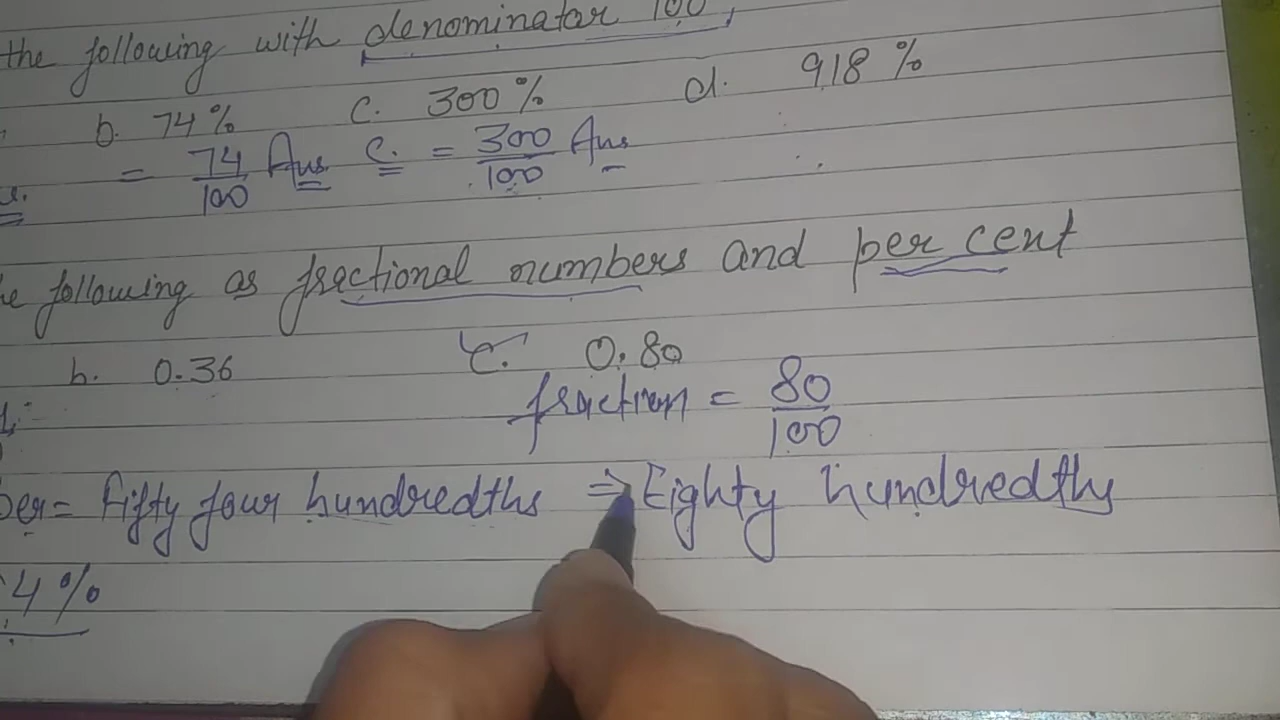 the following with denominator 100,
b. 74% c. 300% d. 918%
= 74/100 Ans c. = 300/100 Ans
following as fractional numbers and per cent
b. 0.36 c. 0.80
fraction = 80/100
= Fifty four hundredths ⇒ Eighty hundredths
4%